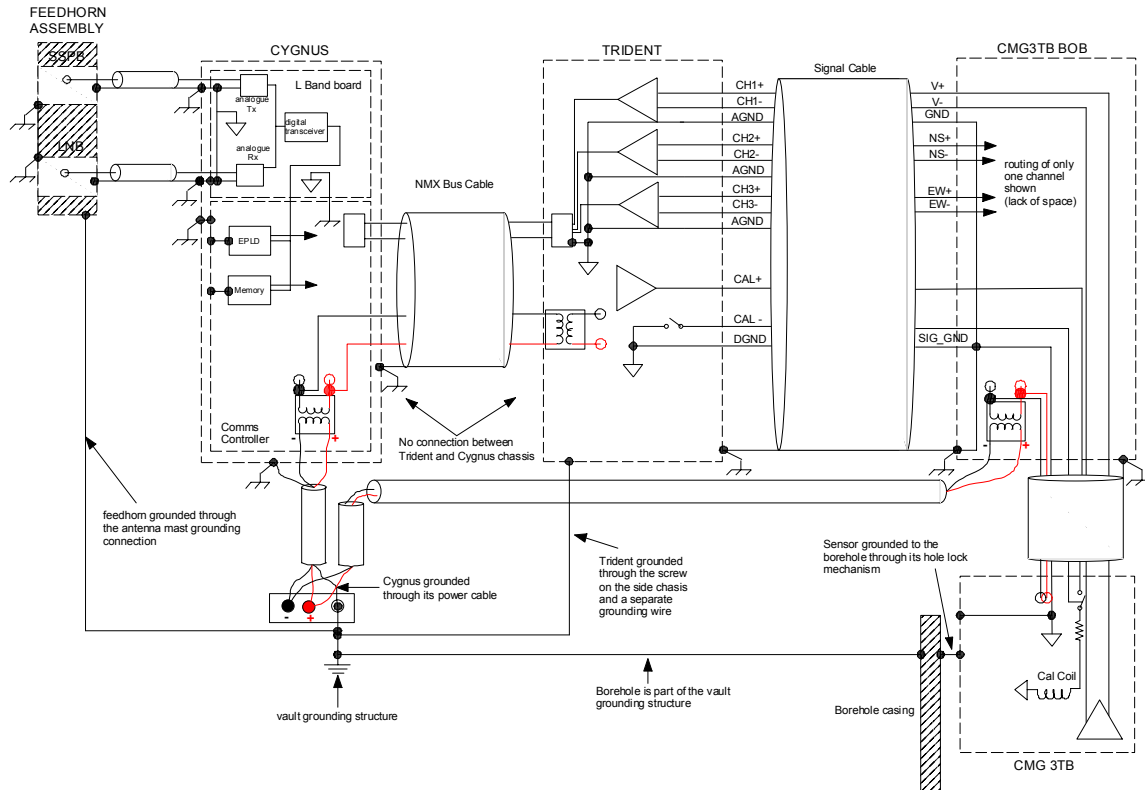 FEEDHORN
ASSEMBLY
SSPB
LNB
CYGNUS
L Band board
analogue
Tx
digital
transceiver
analogue
Rx
EPLD
Memory
Comms
Controller
-
+
NMX Bus Cable
No connection between
Trident and Cygnus chassis
TRIDENT
CH1+
CH1-
AGND
CH2+
CH2-
AGND
CH3+
CH3-
AGND
CAL+
CAL -
DGND
Signal Cable
CMG3TB BOB
V+
V-
GND
NS+
NS-
EW+
EW-
routing of only
one channel
shown
(lack of space)
SIG_GND
-
+
feedhorn grounded through
the antenna mast grounding
connection
Cygnus grounded
through its power cable
-
+
Trident grounded
through the screw
on the side chasis
and a separate
grounding wire
Sensor grounded to the
borehole through its hole lock
mechanism
vault grounding structure
Borehole is part of the vault
grounding structure
Borehole casing
Cal Coil
CMG 3TB